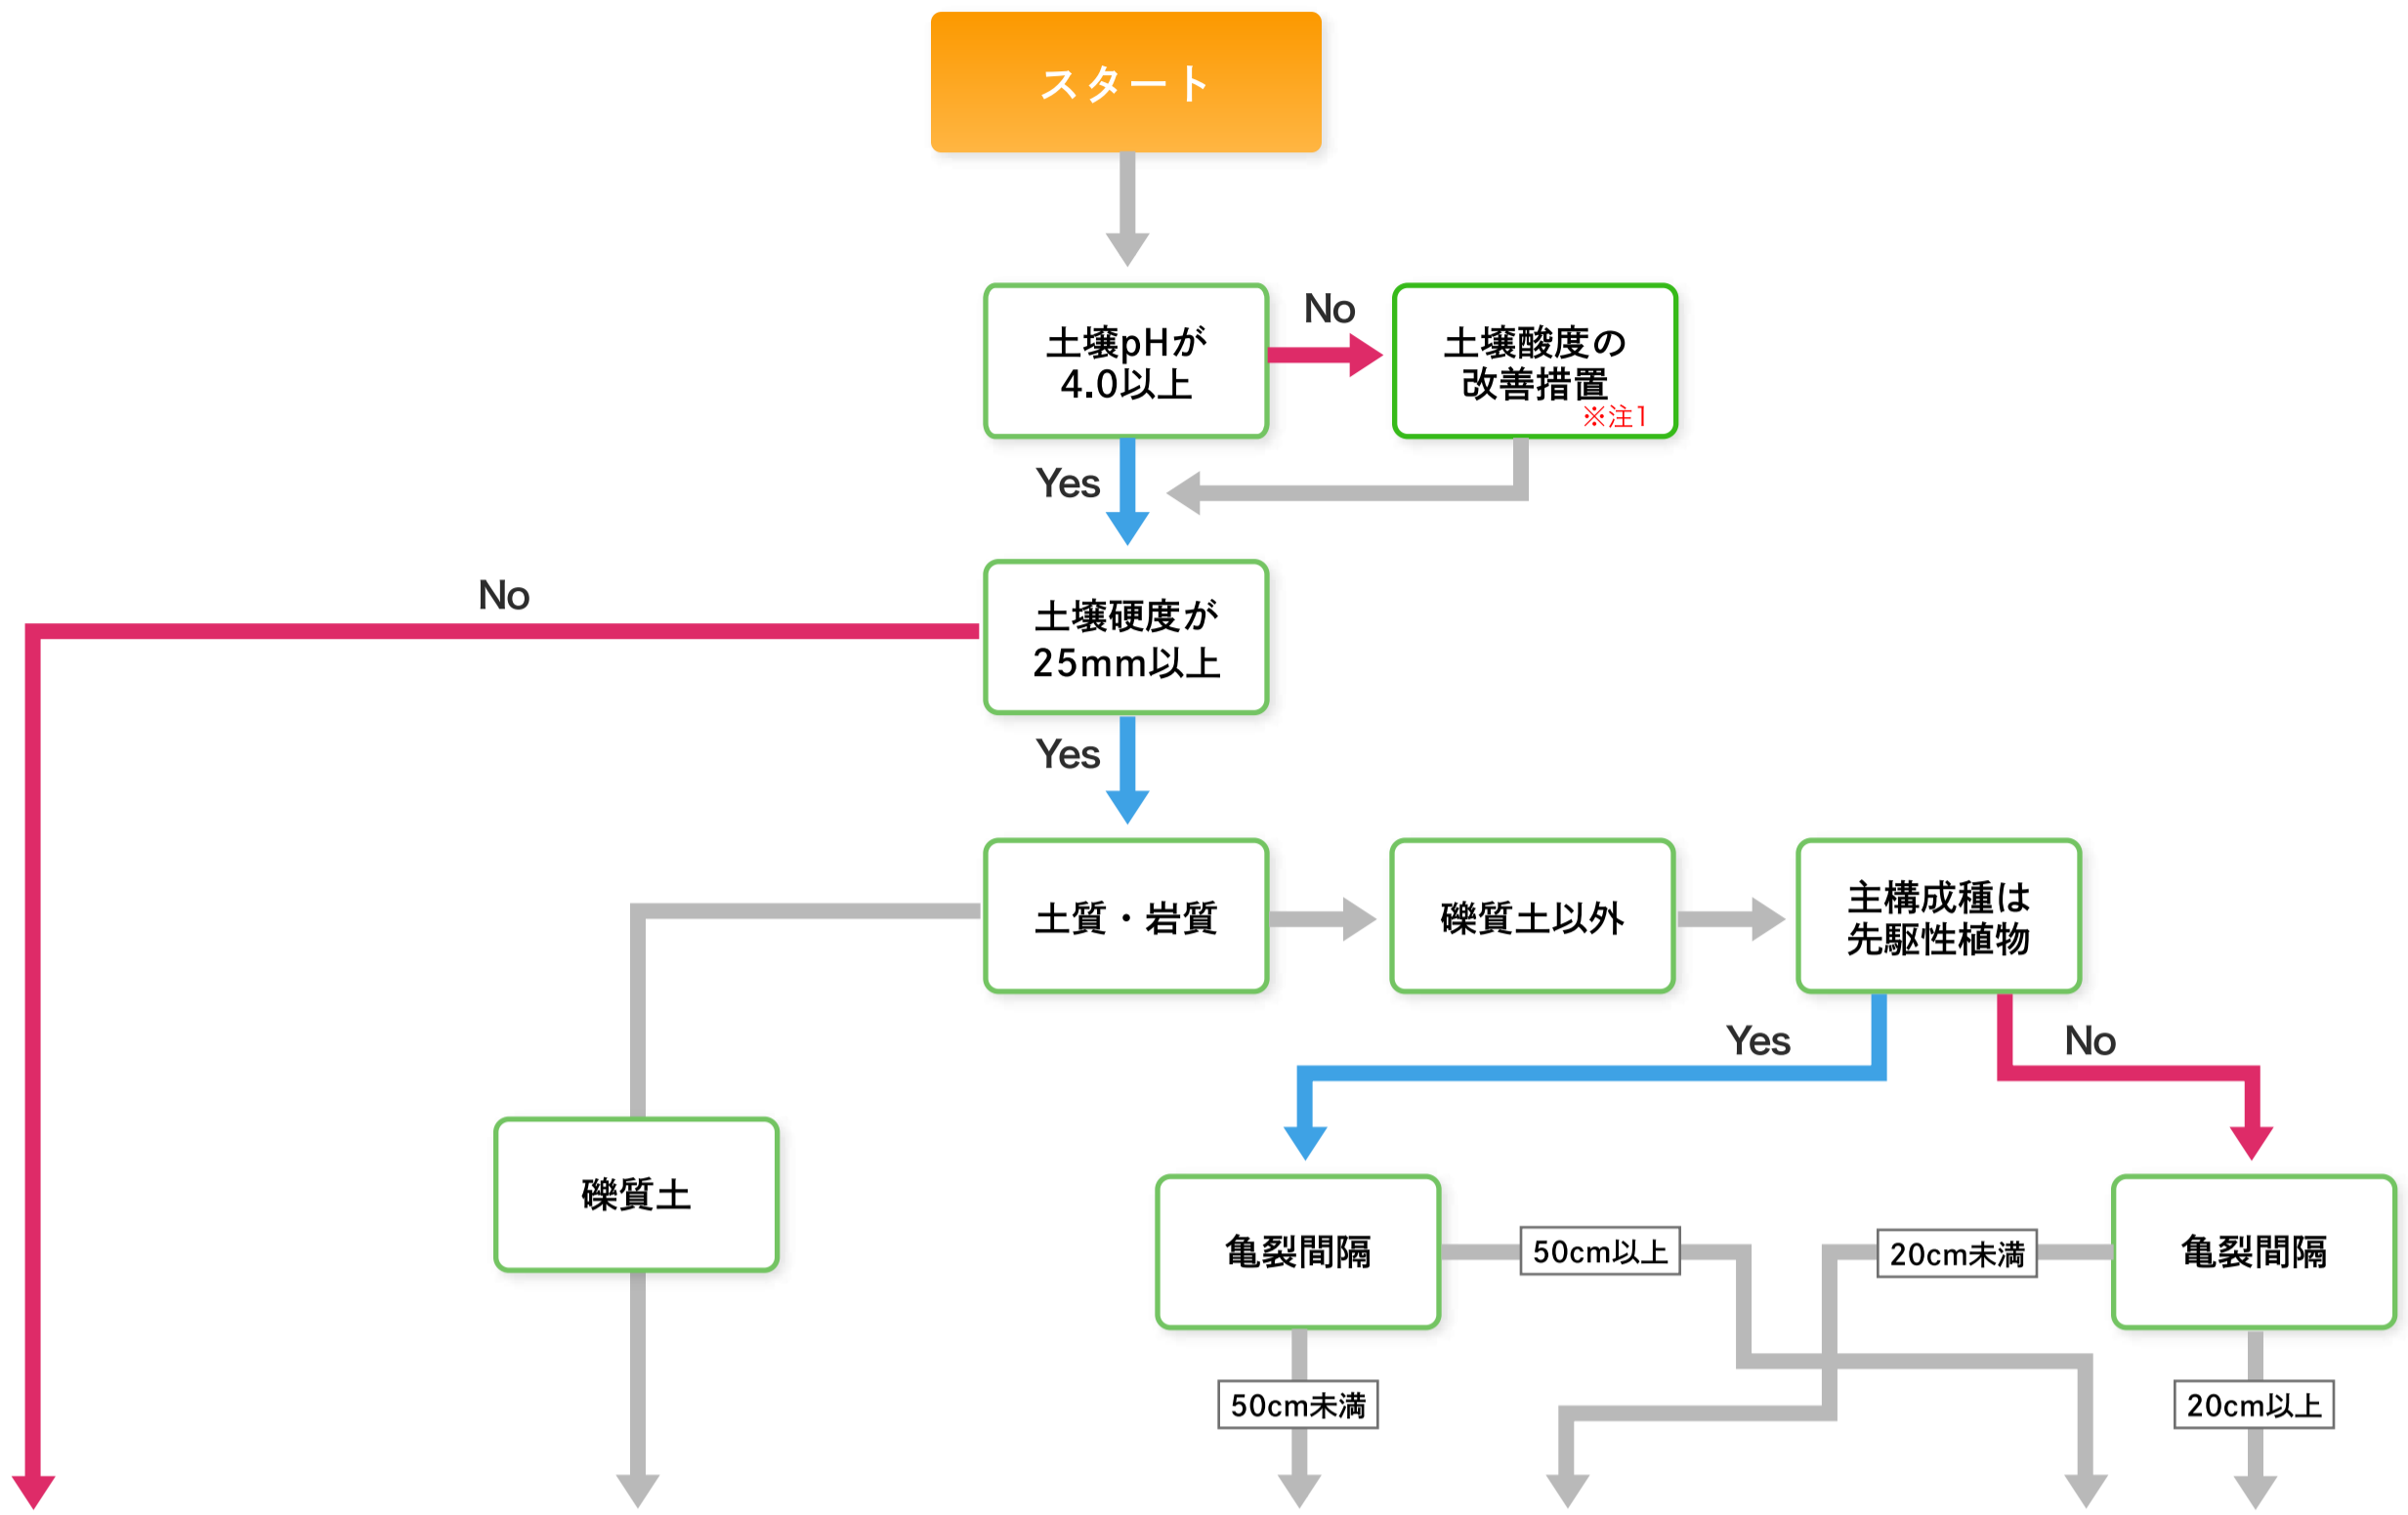 スタート
土壌pHが
4.0以上
No
土壌酸度の
改善措置
※注1
Yes
No
土壌硬度が
25mm以上
Yes
土質・岩質
礫質土以外
主構成種は
先駆性植物
Yes
No
礫質土
亀裂間隔
50cm以上
20cm未満
亀裂間隔
50cm未満
20cm以上